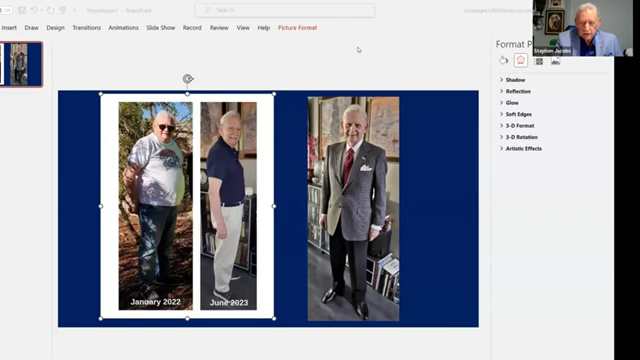 Search
Insert Draw Design Transitions Animations Slide Show Record Review View Help Picture Format
Stephen Jacobs
Format P
Shadow
Reflection
Glow
Soft Edges
3-D Format
3-D Rotation
Artistic Effects
January 2022 June 2023